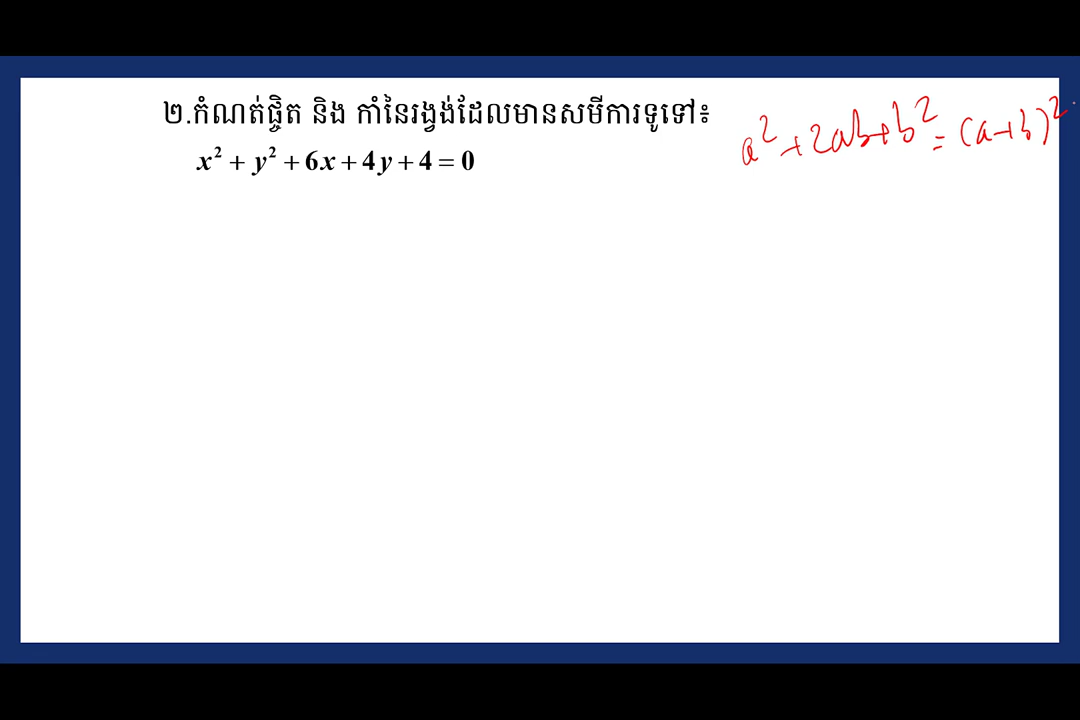 ២.កំណត់ផ្ចិត និង កាំនៃរង្វង់ដែលមានសមីការទូទៅ៖
x² + y² + 6x + 4y + 4 = 0
a² + 2ab + b² = (a+b)²